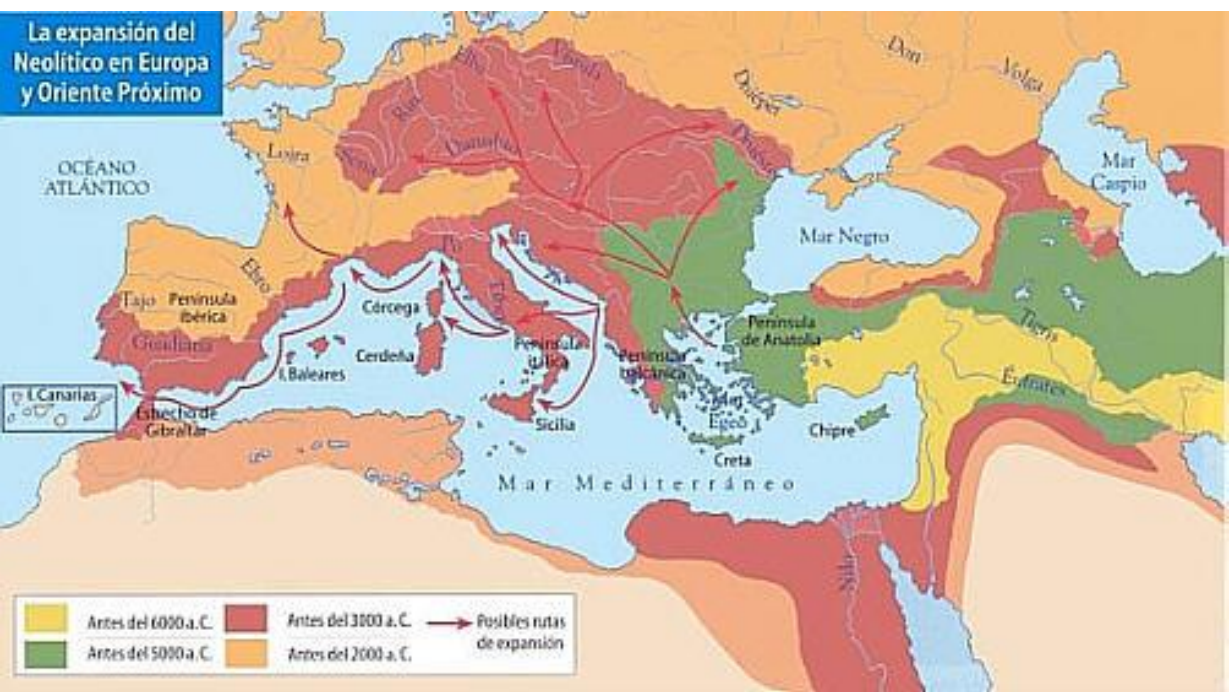 La expansión del
Neolítico en Europa
y Oriente Próximo
OCÉANO
ATLÁNTICO
Loira
Sena
Rin
Elba
Vístula
Danubio
Dniéper
Don
Volga
Dniéster
Mar
Caspio
Mar Negro
Po
Tíber
Ebro
Tajo
Península
Ibérica
Guadiana
Córcega
Cerdeña
I. Baleares
Península
itálica
Sicilia
Península
balcánica
Península
de Anatolia
Tigris
Éufrates
Mar
Egeo
Creta
Chipre
I. Canarias
Estrecho de
Gibraltar
Mar Mediterráneo
Nilo
Antes del 6000 a. C.
Antes del 3000 a. C.
Posibles rutas
de expansión
Antes del 5000 a. C.
Antes del 2000 a. C.